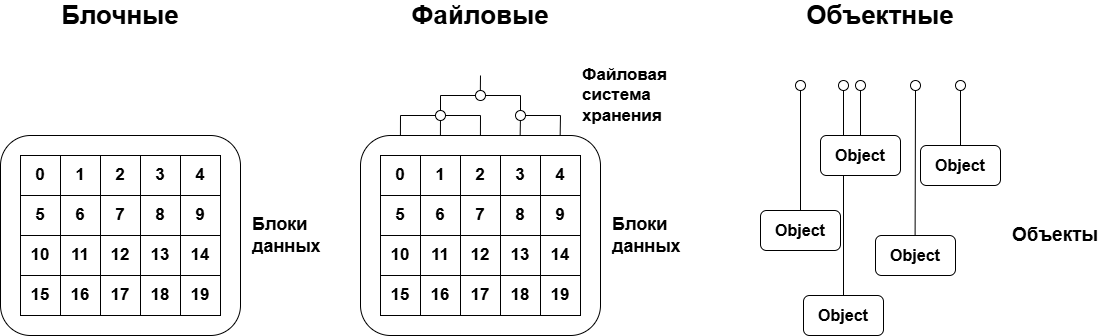 Блочные
0 1 2 3 4
5 6 7 8 9
10 11 12 13 14
15 16 17 18 19
Блоки
данных
Файловые
Файловая
система
хранения
0 1 2 3 4
5 6 7 8 9
10 11 12 13 14
15 16 17 18 19
Блоки
данных
Объектные
Object
Object
Object
Object
Object
Объекты